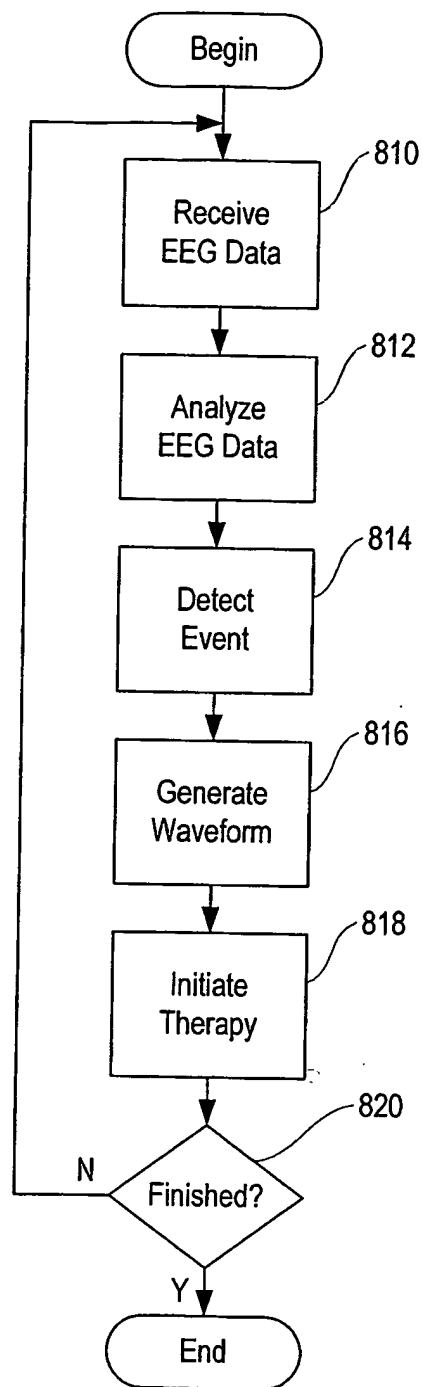 Begin
810
Receive
EEG Data
812
Analyze
EEG Data
814
Detect
Event
816
Generate
Waveform
818
Initiate
Therapy
820
Finished?
N
Y
End